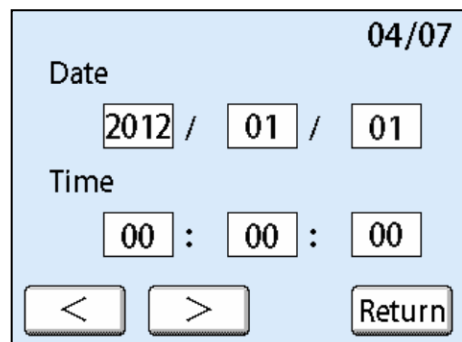 04/07
Date
2012 / 01 / 01
Time
00 : 00 : 00
< > Return